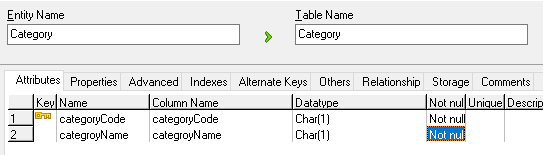 Entity Name Table Name
Category Category
Attributes Properties Advanced Indexes Alternate Keys Others Relationship Storage Comments
Key Name Column Name Datatype Not nul Unique Descrip
1 categoryCode categoryCode Char(1) Not null
2 categroyName categroyName Char(1) Not null